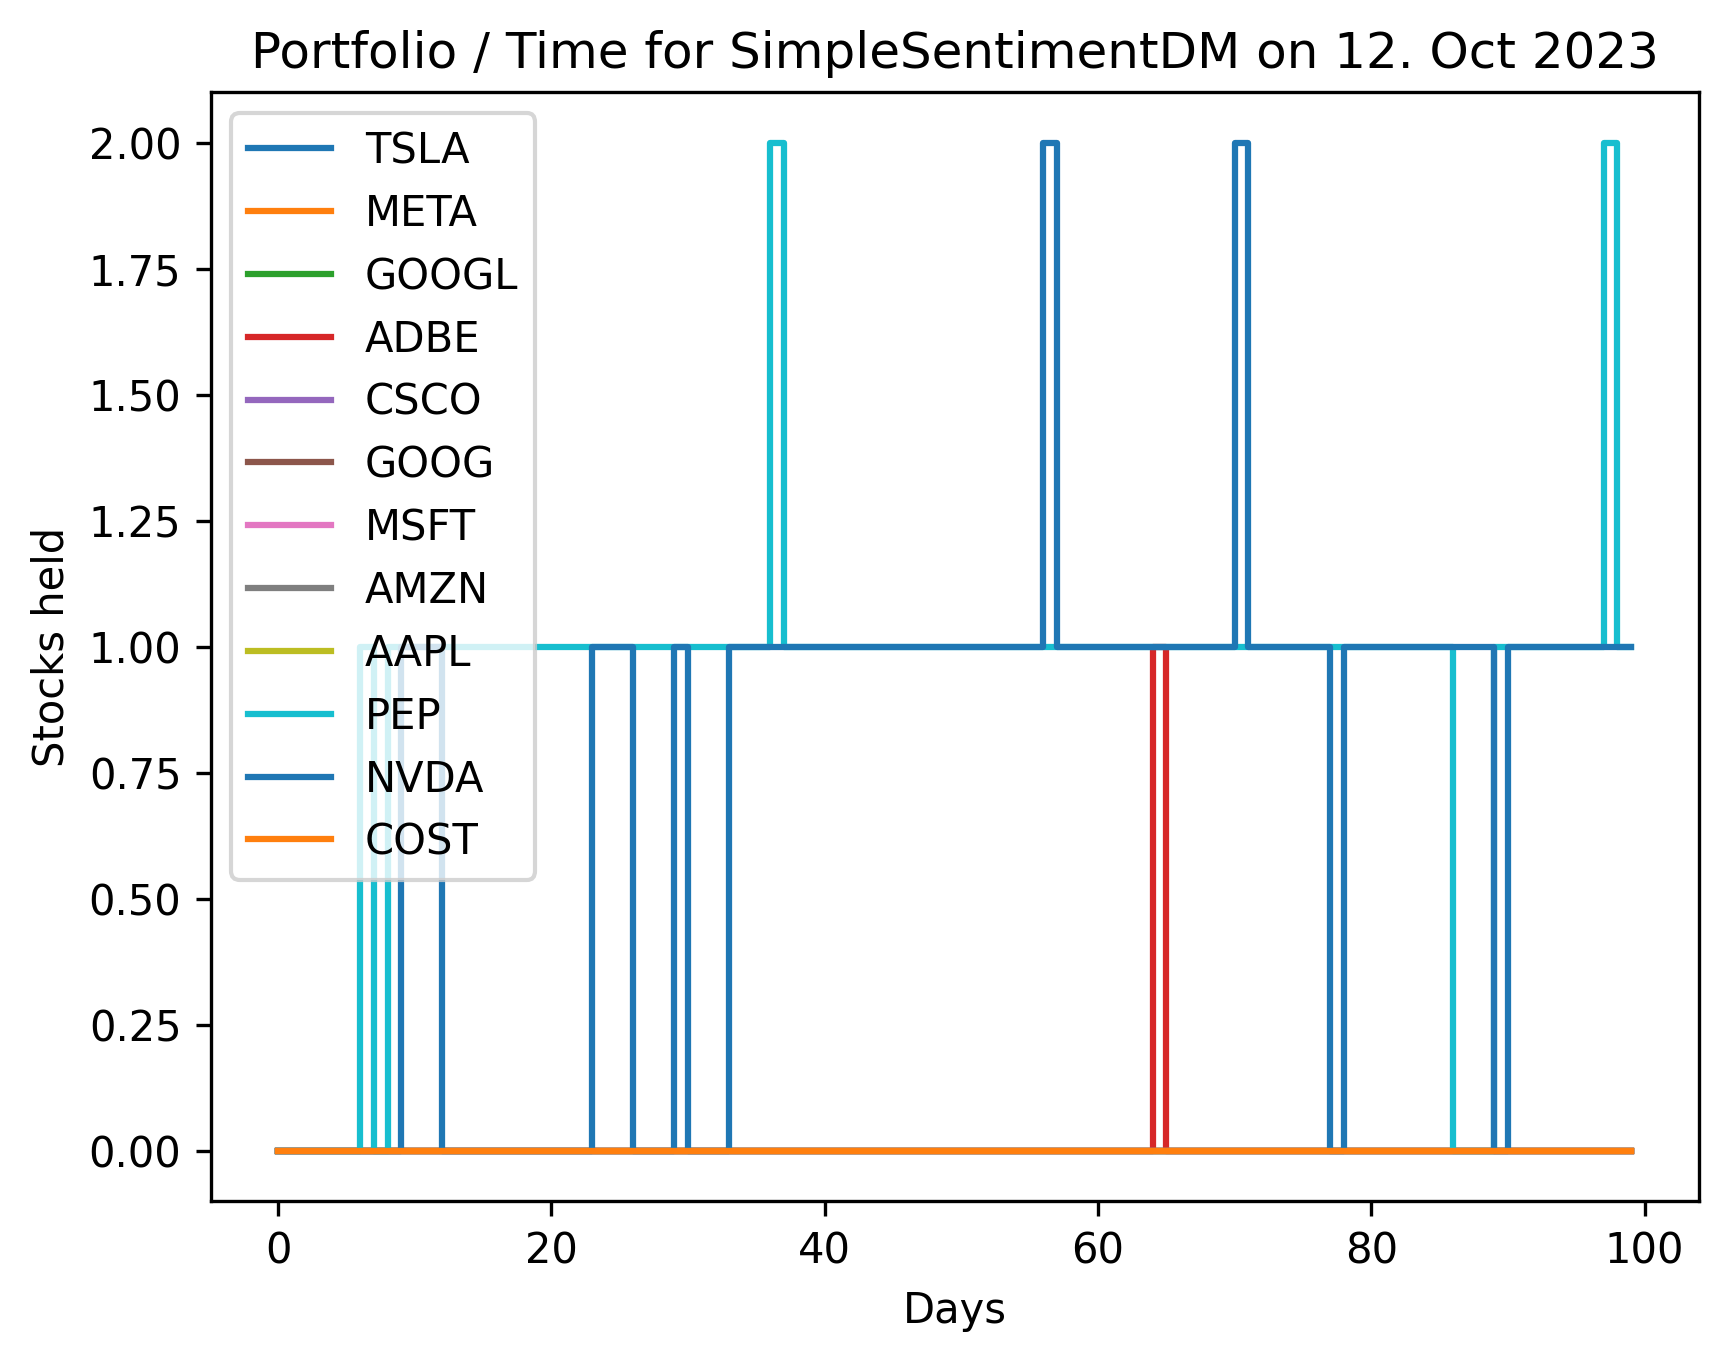 Portfolio / Time for SimpleSentimentDM on 12. Oct 2023
TSLA
META
GOOGL
ADBE
CSCO
GOOG
MSFT
AMZN
AAPL
PEP
NVDA
COST
2.00
1.75
1.50
1.25
1.00
0.75
0.50
0.25
0.00
Stocks held
0 20 40 60 80 100
Days